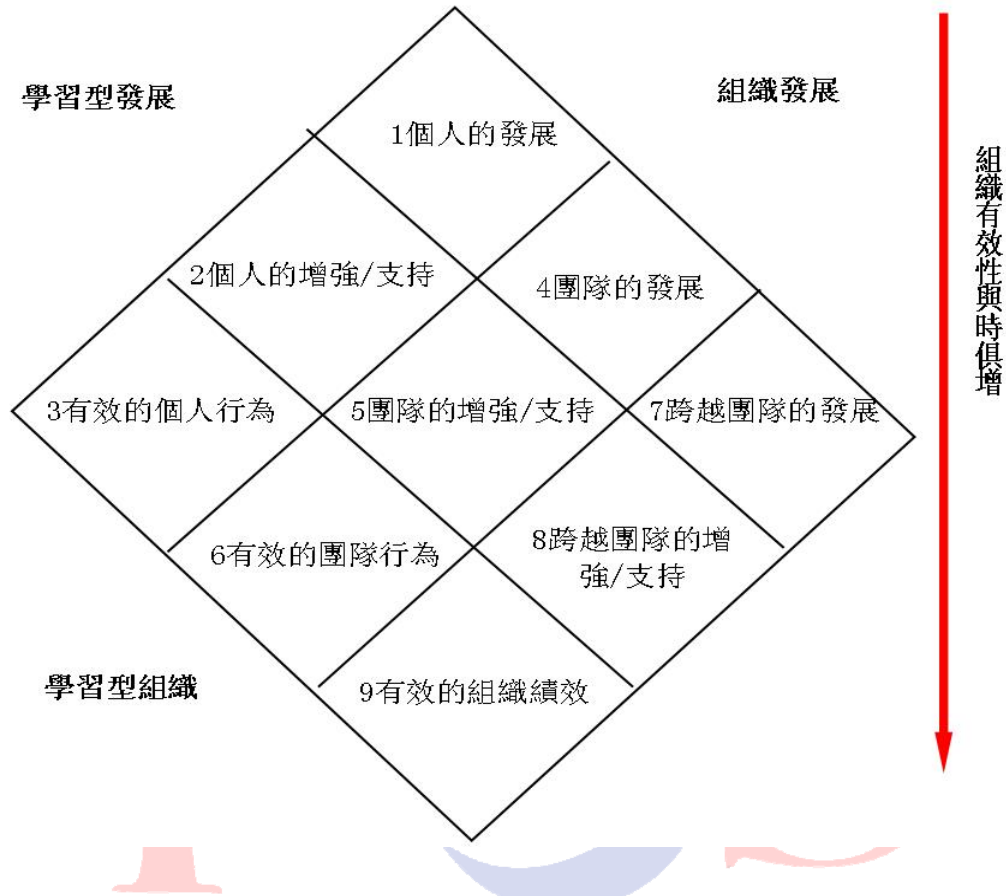 學習型發展
組織發展
1個人的發展
2個人的增強/支持
4團隊的發展
3有效的個人行為
5團隊的增強/支持
7跨越團隊的發展
6有效的團隊行為
8跨越團隊的增
強/支持
學習型組織
9有效的組織績效
組織有效性與時俱增